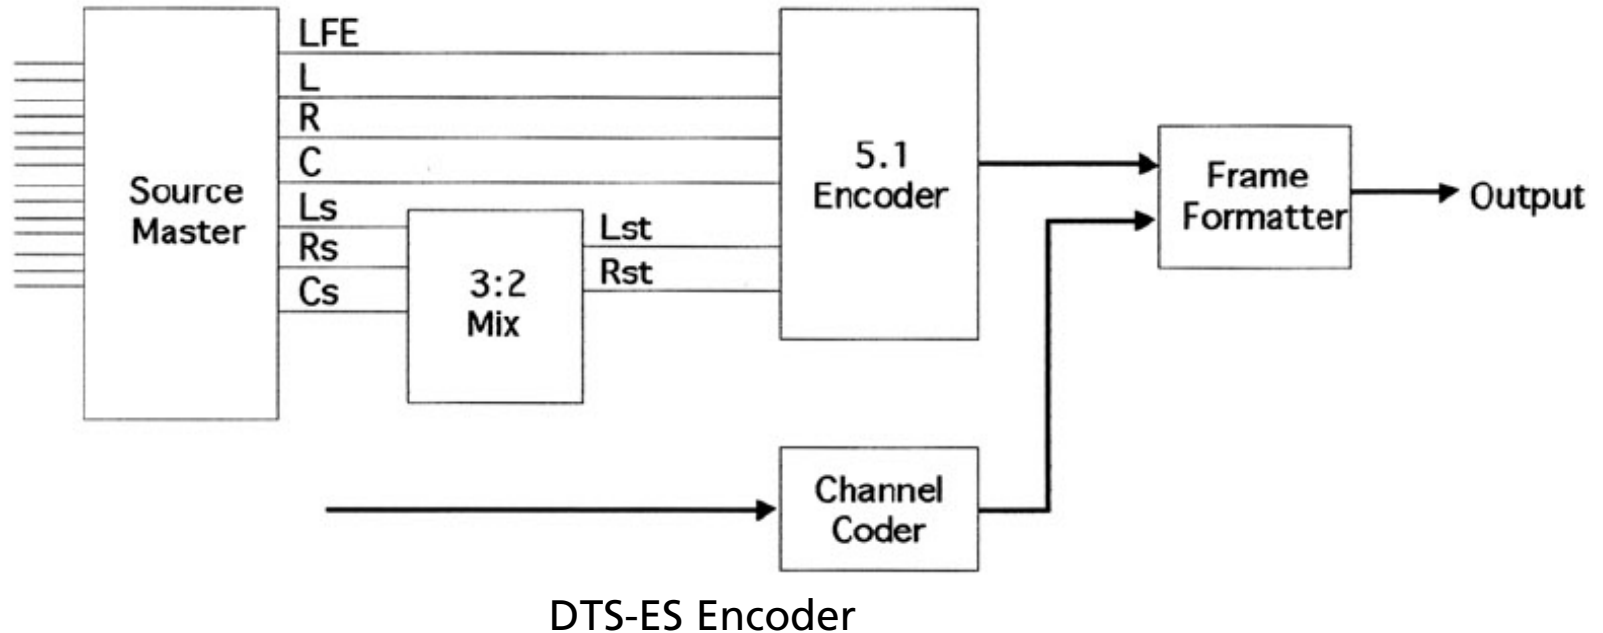 LFE
L
R
C
Ls
Rs
Cs
Source
Master
3:2
Mix
Lst
Rst
5.1
Encoder
Frame
Formatter
Output
Channel
Coder
DTS-ES Encoder